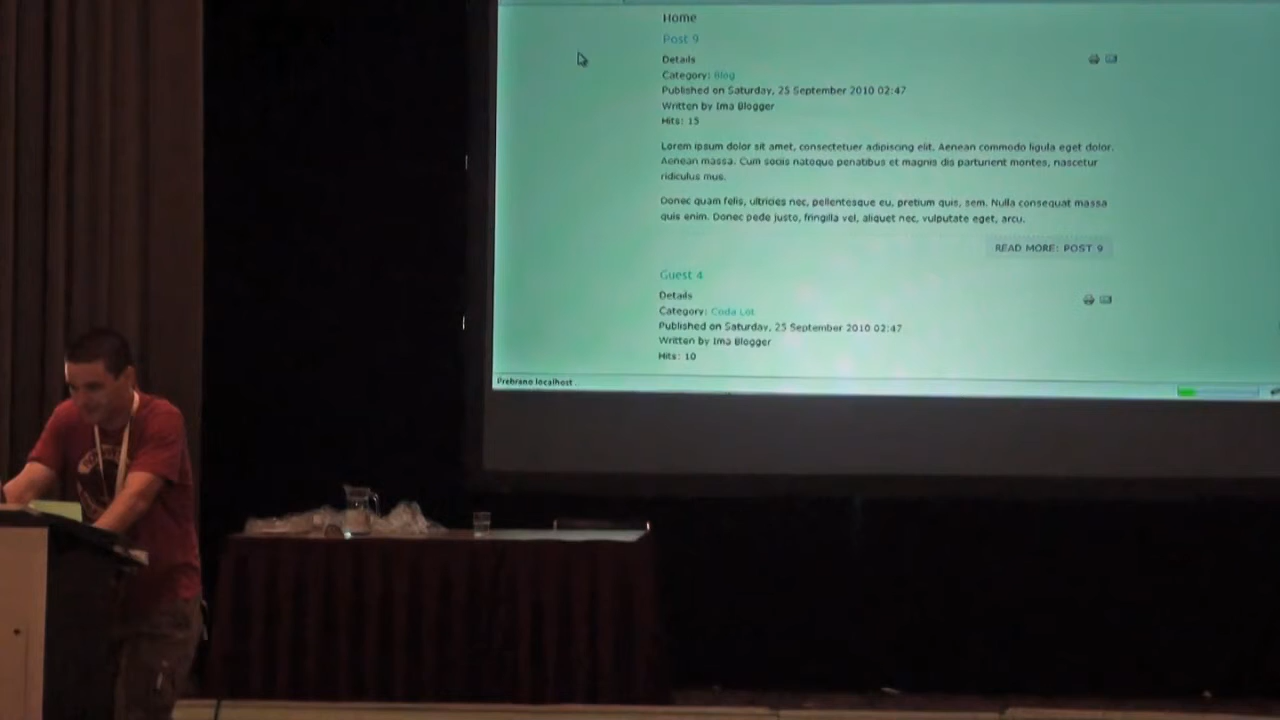 Home
Post 9
Details
Category: Blog
Published on Saturday, 25 September 2010 02:47
Written by Ima Blogger
Hits: 15
Lorem ipsum dolor sit amet, consectetuer adipiscing elit. Aenean commodo ligula eget dolor.
Aenean massa. Cum sociis natoque penatibus et magnis dis parturient montes, nascetur
ridiculus mus.
Donec quam felis, ultricies nec, pellentesque eu, pretium quis, sem. Nulla consequat massa
quis enim. Donec pede justo, fringilla vel, aliquet nec, vulputate eget, arcu.
READ MORE: POST 9
Guest 4
Details
Category:
Published on Saturday, 25 September 2010 02:47
Written by Ima Blogger
Hits: 10
Prebrano localhost...